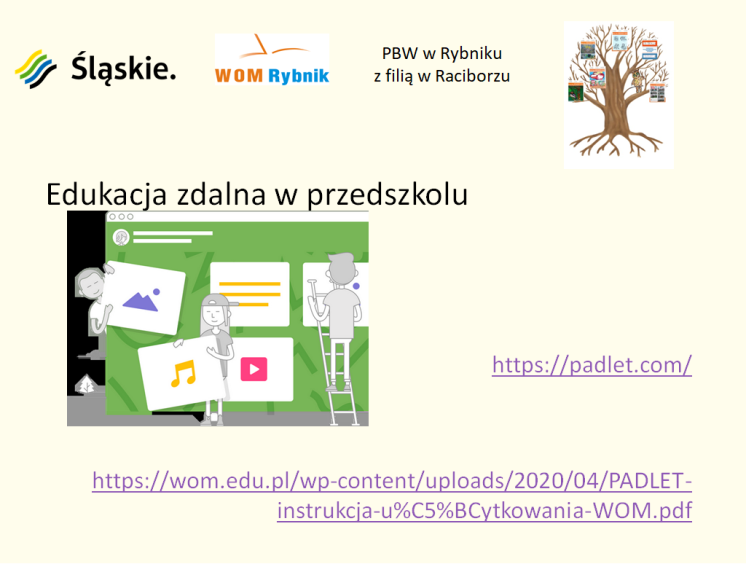 Śląskie.
WOM Rybnik
PBW w Rybniku
z filią w Raciborzu
Edukacja zdalna w przedszkolu
https://padlet.com/
https://wom.edu.pl/wp-content/uploads/2020/04/PADLET-
instrukcja-u%C5%BCytkowania-WOM.pdf